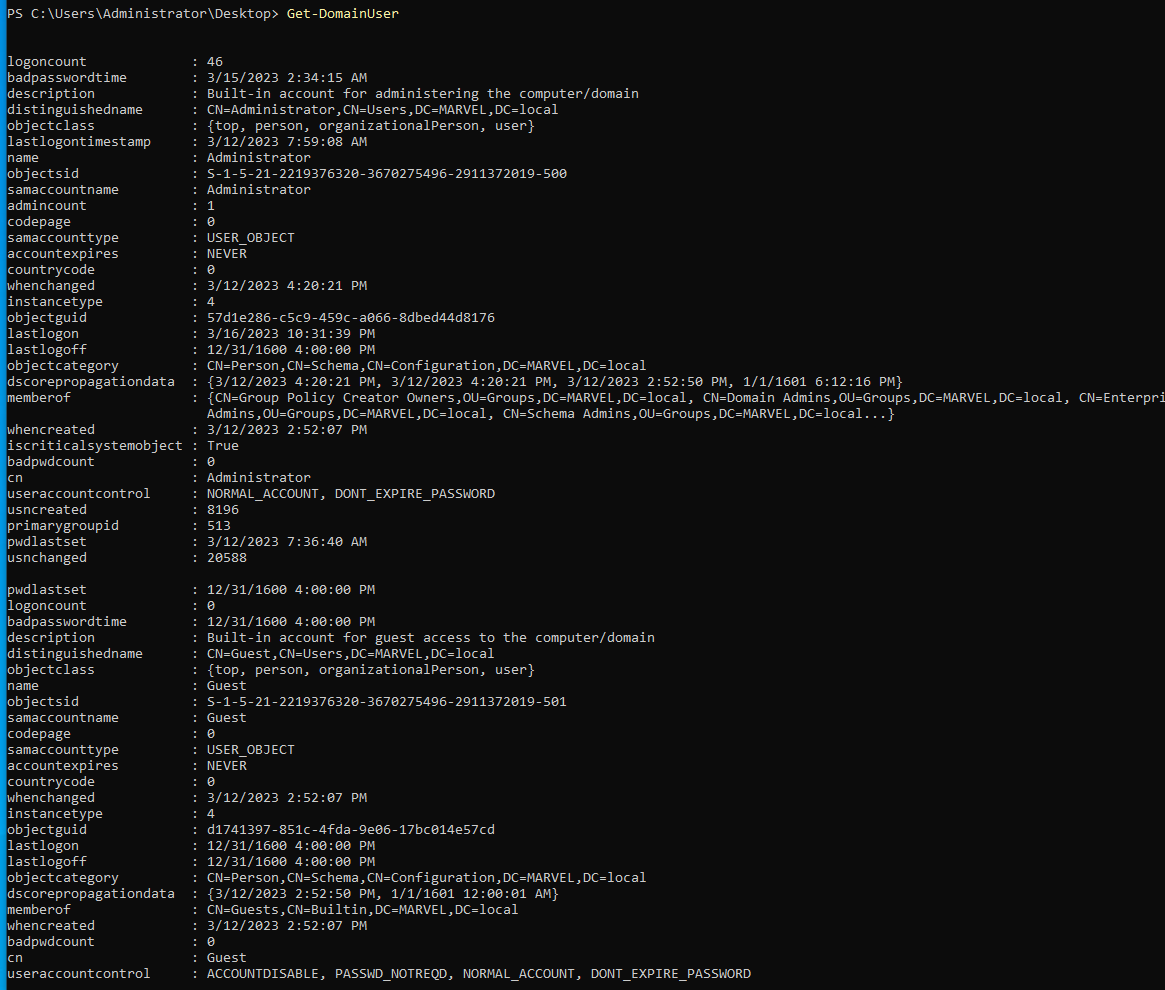 PS C:\Users\Administrator\Desktop> Get-DomainUser
logoncount : 46
badpasswordtime : 3/15/2023 2:34:15 AM
description : Built-in account for administering the computer/domain
distinguishedname : CN=Administrator,CN=Users,DC=MARVEL,DC=local
objectclass : {top, person, organizationalPerson, user}
lastlogontimestamp : 3/12/2023 7:59:08 AM
name : Administrator
objectsid : S-1-5-21-2219376320-3670275496-2911372019-500
samaccountname : Administrator
admincount : 1
codepage : 0
samaccounttype : USER_OBJECT
accountexpires : NEVER
countrycode : 0
whenchanged : 3/12/2023 4:20:21 PM
instancetype : 4
objectguid : 57d1e286-c5c9-459c-a066-8dbed44d8176
lastlogon : 3/16/2023 10:31:39 PM
lastlogoff : 12/31/1600 4:00:00 PM
objectcategory : CN=Person,CN=Schema,CN=Configuration,DC=MARVEL,DC=local
dscorepropagationdata : {3/12/2023 4:20:21 PM, 3/12/2023 4:20:21 PM, 3/12/2023 2:52:50 PM, 1/1/1601 6:12:16 PM}
memberof : {CN=Group Policy Creator Owners,OU=Groups,DC=MARVEL,DC=local, CN=Domain Admins,OU=Groups,DC=MARVEL,DC=local, CN=Enterpri
Admins,OU=Groups,DC=MARVEL,DC=local, CN=Schema Admins,OU=Groups,DC=MARVEL,DC=local...}
whencreated : 3/12/2023 2:52:07 PM
iscriticalsystemobject : True
badpwdcount : 0
cn : Administrator
useraccountcontrol : NORMAL_ACCOUNT, DONT_EXPIRE_PASSWORD
usncreated : 8196
primarygroupid : 513
pwdlastset : 3/12/2023 7:36:40 AM
usnchanged : 20588
pwdlastset : 12/31/1600 4:00:00 PM
logoncount : 0
badpasswordtime : 12/31/1600 4:00:00 PM
description : Built-in account for guest access to the computer/domain
distinguishedname : CN=Guest,CN=Users,DC=MARVEL,DC=local
objectclass : {top, person, organizationalPerson, user}
name : Guest
objectsid : S-1-5-21-2219376320-3670275496-2911372019-501
samaccountname : Guest
codepage : 0
samaccounttype : USER_OBJECT
accountexpires : NEVER
countrycode : 0
whenchanged : 3/12/2023 2:52:07 PM
instancetype : 4
objectguid : d1741397-851c-4fda-9e06-17bc014e57cd
lastlogon : 12/31/1600 4:00:00 PM
lastlogoff : 12/31/1600 4:00:00 PM
objectcategory : CN=Person,CN=Schema,CN=Configuration,DC=MARVEL,DC=local
dscorepropagationdata : {3/12/2023 2:52:50 PM, 1/1/1601 12:00:01 AM}
memberof : CN=Guests,CN=Builtin,DC=MARVEL,DC=local
whencreated : 3/12/2023 2:52:07 PM
badpwdcount : 0
cn : Guest
useraccountcontrol : ACCOUNTDISABLE, PASSWD_NOTREQD, NORMAL_ACCOUNT, DONT_EXPIRE_PASSWORD